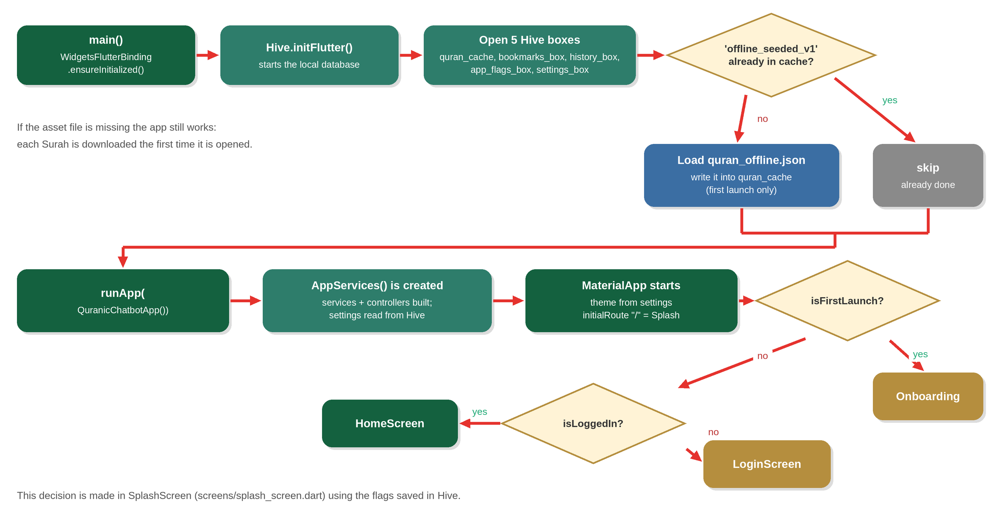 main()
WidgetsFlutterBinding
.ensureInitialized()
Hive.initFlutter()
starts the local database
Open 5 Hive boxes
quran_cache, bookmarks_box, history_box,
app_flags_box, settings_box
'offline_seeded_v1'
already in cache?
yes
no
If the asset file is missing the app still works:
each Surah is downloaded the first time it is opened.
Load quran_offline.json
write it into quran_cache
(first launch only)
skip
already done
runApp(
QuranicChatbotApp())
AppServices() is created
services + controllers built;
settings read from Hive
MaterialApp starts
theme from settings
initialRoute "/" = Splash
isFirstLaunch?
no
yes
Onboarding
HomeScreen
yes
isLoggedIn?
no
LoginScreen
This decision is made in SplashScreen (screens/splash_screen.dart) using the flags saved in Hive.